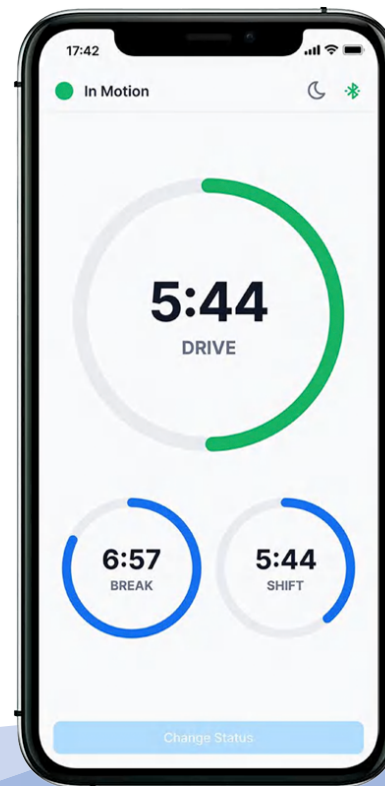 17:42
In Motion
5:44
DRIVE
6:57
BREAK
5:44
SHIFT
Change Status